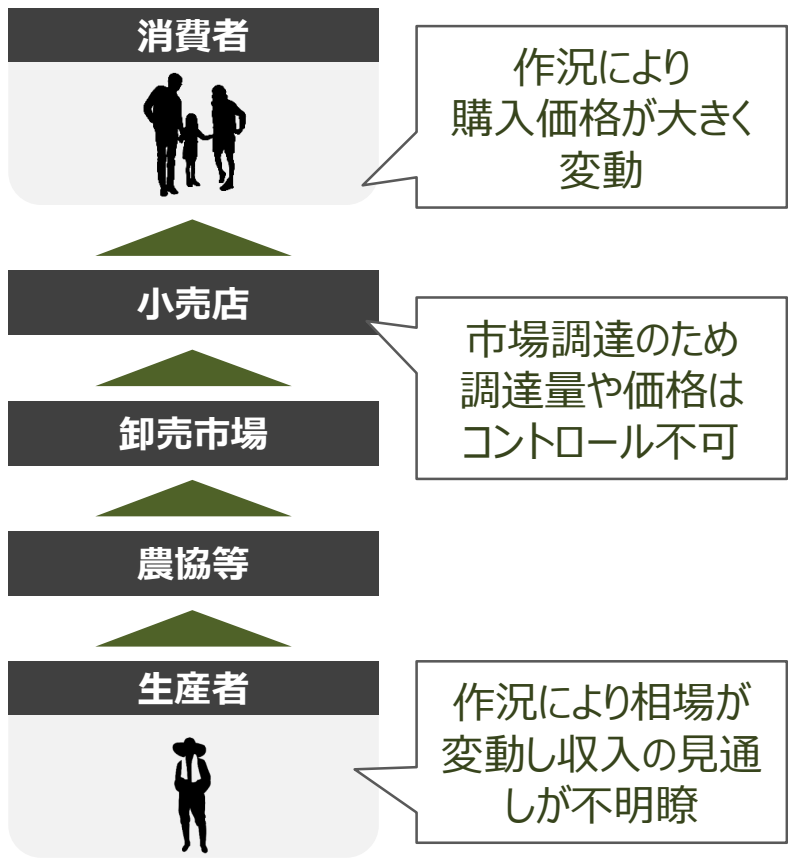 消費者
作況により
購入価格が大きく
変動
小売店
市場調達のため
調達量や価格は
コントロール不可
卸売市場
農協等
生産者
作況により相場が
変動し収入の見通
しが不明瞭